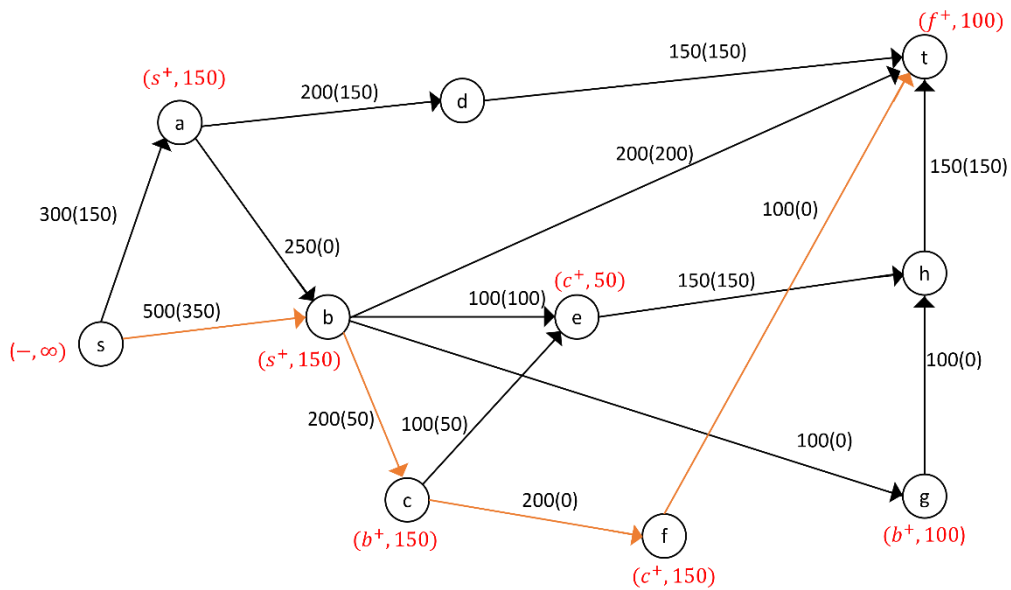 (f⁺, 100)
t
150(150)
(s⁺, 150)
200(150)
d
a
200(200)
150(150)
300(150)
100(0)
250(0)
h
(c⁺, 50)
150(150)
500(350)
100(100)
b
e
s
(−, ∞)
(s⁺, 150)
100(0)
200(50)
100(50)
100(0)
c
200(0)
g
(b⁺, 150)
f
(b⁺, 100)
(c⁺, 150)